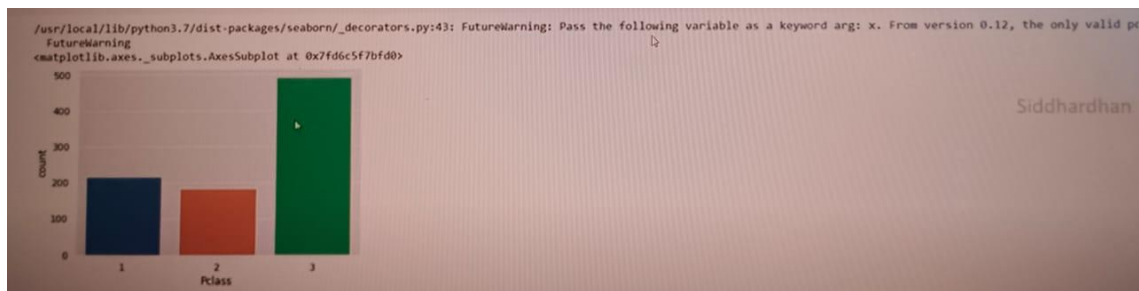 /usr/local/lib/python3.7/dist-packages/seaborn/_decorators.py:43: FutureWarning: Pass the following variable as a keyword arg: x. From version 0.12, the only valid
FutureWarning
<matplotlib.axes._subplots.AxesSubplot at 0x7fd6c5f7bfd0>
Siddhardhan
500
400
300
200
100
0
count
1 2 3
Pclass